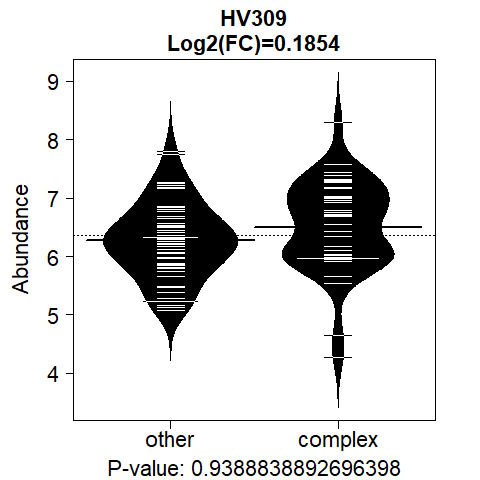 HV309
Log2(FC)=0.1854
Abundance
9
8
7
6
5
4
other complex
P-value: 0.9388838892696398